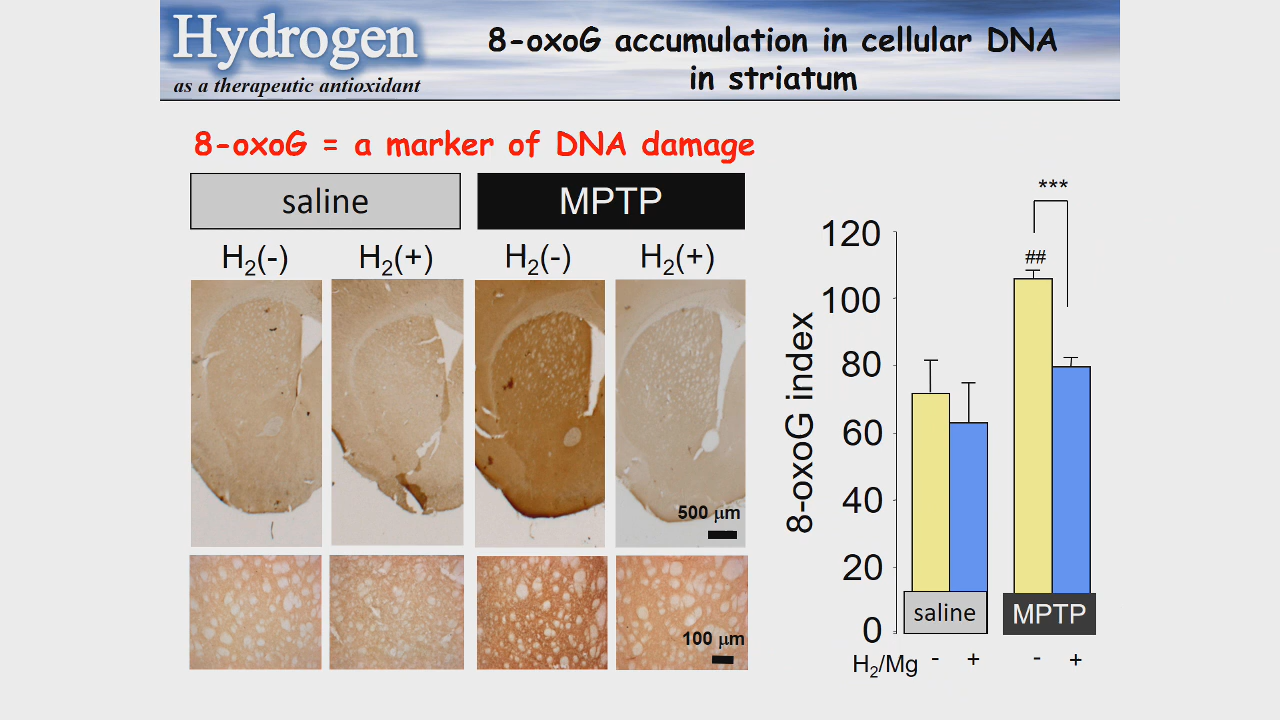 Hydrogen
as a therapeutic antioxidant
8-oxoG accumulation in cellular DNA
in striatum
8-oxoG = a marker of DNA damage
saline
MPTP
H₂(-)
H₂(+)
H₂(-)
H₂(+)
500 μm
100 μm
***
##
8-oxoG index
120
100
80
60
40
20
0
saline
MPTP
H₂/Mg - + - +